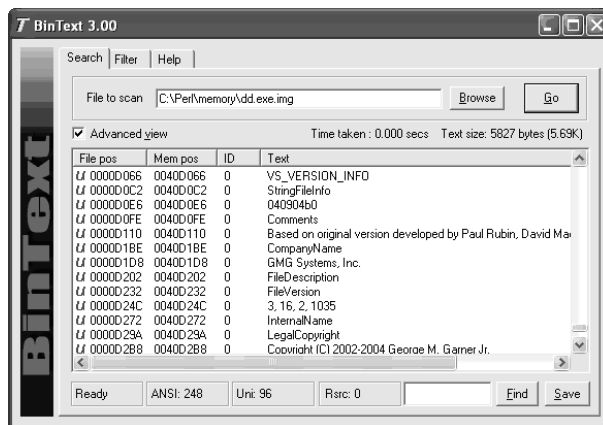 BinText 3.00
Search Filter Help
File to scan C:\Perl\memory\dd.exe.img Browse Go
Advanced view Time taken : 0.000 secs Text size: 5827 bytes (5.69K)
File pos Mem pos ID Text
U 0000D066 0040D066 0 VS_VERSION_INFO
U 0000D0C2 0040D0C2 0 StringFileInfo
U 0000D0E6 0040D0E6 0 040904b0
U 0000D0FE 0040D0FE 0 Comments
U 0000D110 0040D110 0 Based on original version developed by Paul Rubin, David Mac
U 0000D1BE 0040D1BE 0 CompanyName
U 0000D1D8 0040D1D8 0 GMG Systems, Inc.
U 0000D202 0040D202 0 FileDescription
U 0000D232 0040D232 0 FileVersion
U 0000D24C 0040D24C 0 3, 16, 2, 1035
U 0000D272 0040D272 0 InternalName
U 0000D29A 0040D29A 0 LegalCopyright
U 0000D2B8 0040D2B8 0 Copyright (C) 2002-2004 George M. Garner Jr.
Ready ANSI: 248 Uni: 96 Rsrc: 0 Find Save
BinText